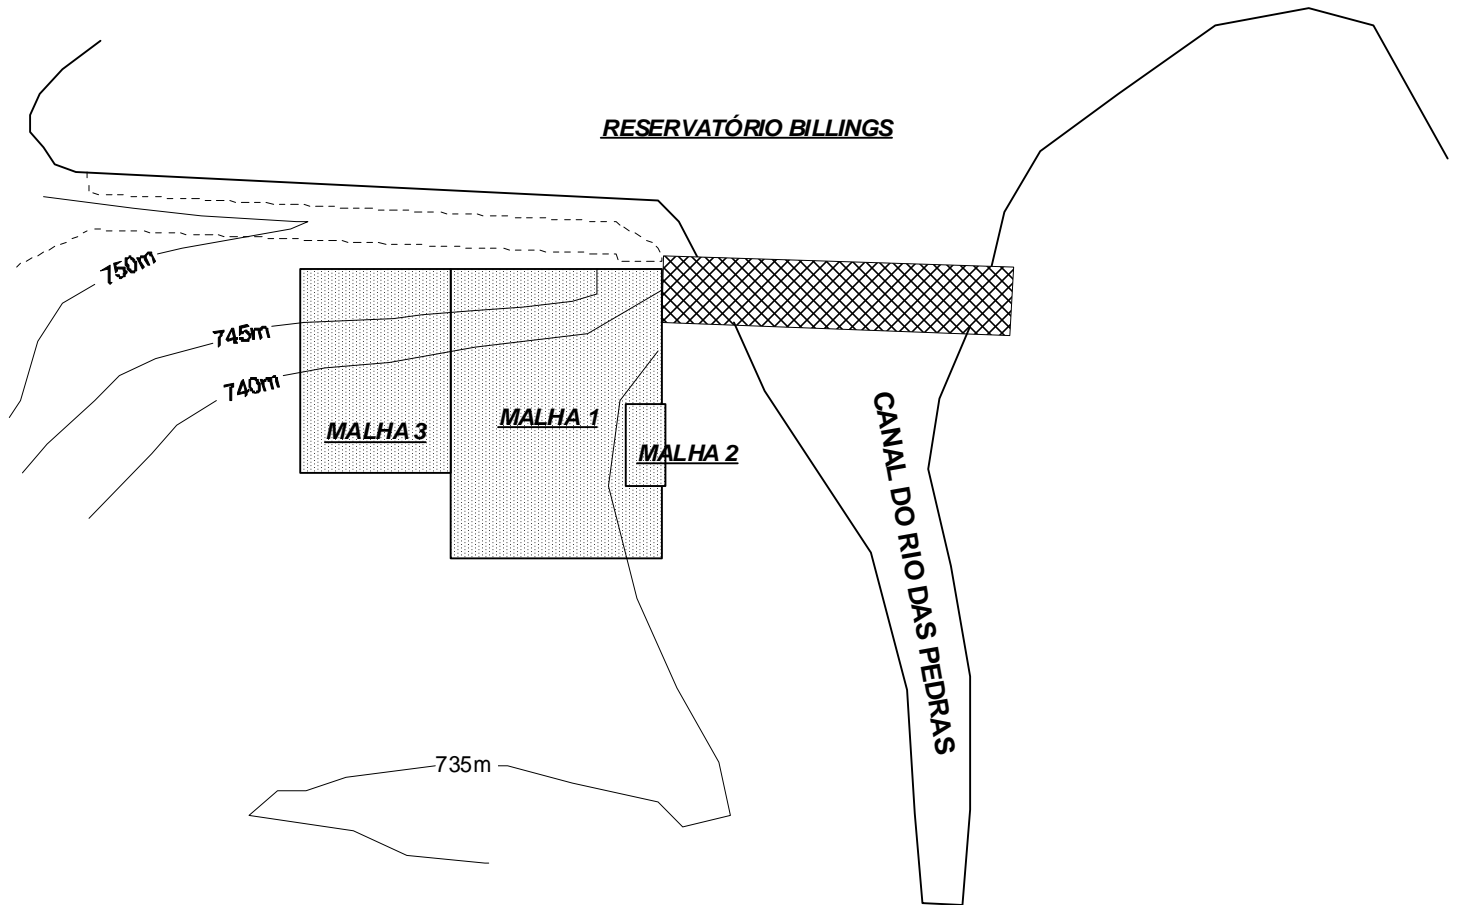 RESERVATÓRIO BILLINGS
750m
745m
740m
MALHA 3
MALHA 1
MALHA 2
CANAL DO RIO DAS PEDRAS
735m